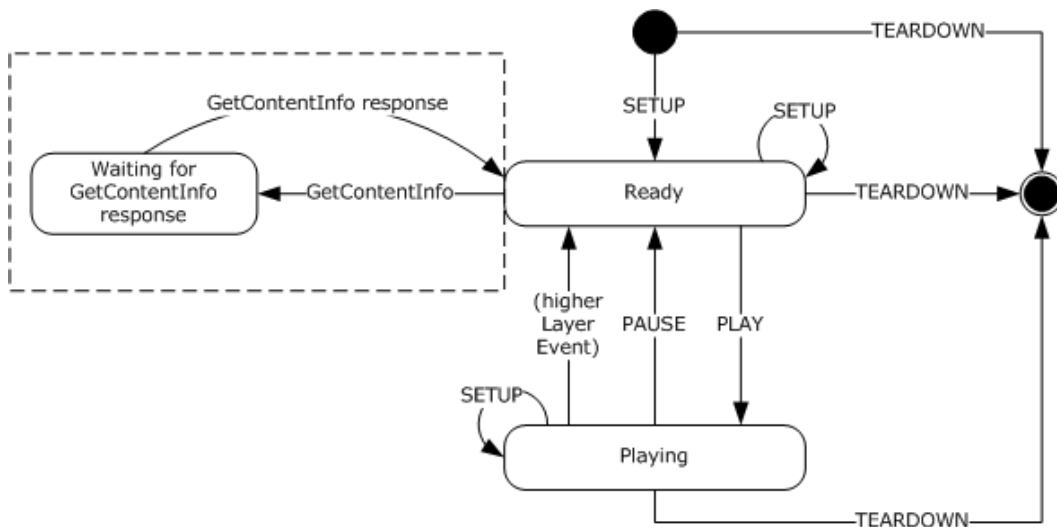 TEARDOWN
SETUP
SETUP
GetContentInfo response
Waiting for
GetContentInfo
response
GetContentInfo
Ready
TEARDOWN
(higher
Layer
Event)
PAUSE
PLAY
SETUP
Playing
TEARDOWN